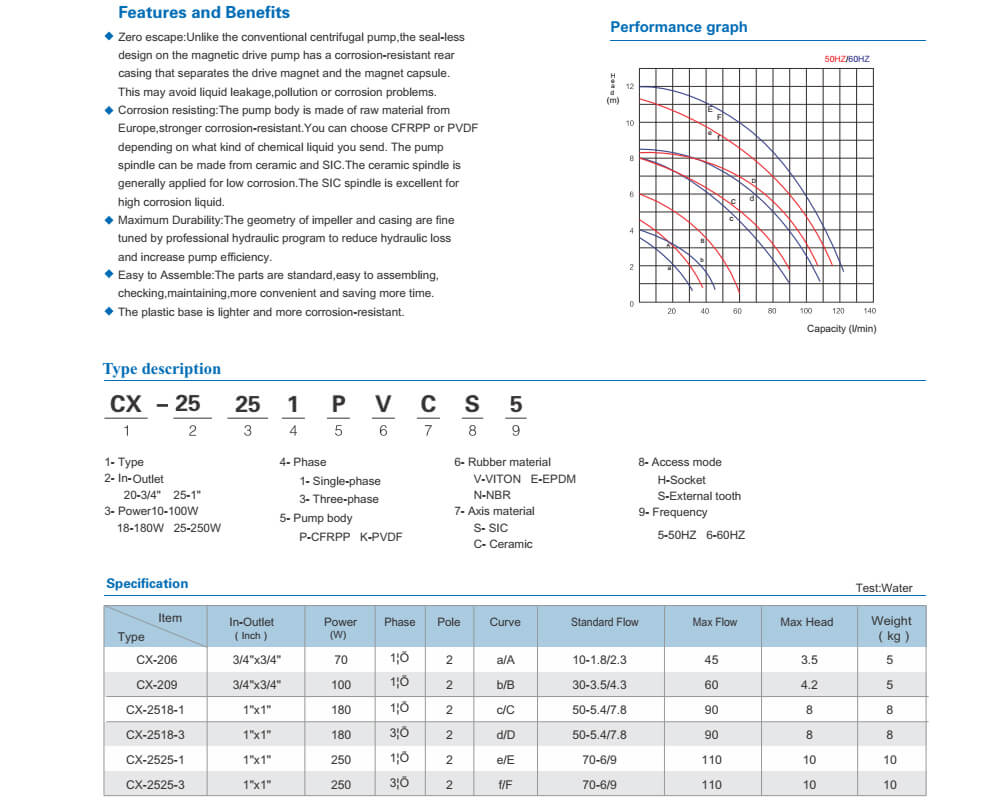 Features and Benefits
Zero escape:Unlike the conventional centrifugal pump,the seal-less
design on the magnetic drive pump has a corrosion-resistant rear
casing that separates the drive magnet and the magnet capsule.
This may avoid liquid leakage,pollution or corrosion problems.
Corrosion resisting:The pump body is made of raw material from
Europe,stronger corrosion-resistant.You can choose CFRPP or PVDF
depending on what kind of chemical liquid you send. The pump
spindle can be made from ceramic and SIC.The ceramic spindle is
generally applied for low corrosion.The SIC spindle is excellent for
high corrosion liquid.
Maximum Durability:The geometry of impeller and casing are fine
tuned by professional hydraulic program to reduce hydraulic loss
and increase pump efficiency.
Easy to Assemble:The parts are standard,easy to assembling,
checking,maintaining,more convenient and saving more time.
The plastic base is lighter and more corrosion-resistant.
Performance graph
50HZ/60HZ
Head
(m)
12
10
8
6
4
2
0
E
F
e
f
D
d
C
c
B
b
a
20 40 60 80 100 120 140
Capacity (l/min)
Type description
CX – 25 25 1 P V C S 5
1 2 3 4 5 6 7 8 9
1- Type
2- In-Outlet
20-3/4" 25-1"
3- Power10-100W
18-180W 25-250W
4- Phase
1- Single-phase
3- Three-phase
5- Pump body
P-CFRPP K-PVDF
6- Rubber material
V-VITON E-EPDM
N-NBR
7- Axis material
S- SIC
C- Ceramic
8- Access mode
H-Socket
S-External tooth
9- Frequency
5-50HZ 6-60HZ
Specification
Test:Water
Item
Type
In-Outlet
( Inch )
Power
(W)
Phase
Pole
Curve
Standard Flow
Max Flow
Max Head
Weight
( kg )
CX-206 3/4"x3/4" 70 1¦Õ 2 a/A 10-1.8/2.3 45 3.5 5
CX-209 3/4"x3/4" 100 1¦Õ 2 b/B 30-3.5/4.3 60 4.2 5
CX-2518-1 1"x1" 180 1¦Õ 2 c/C 50-5.4/7.8 90 8 8
CX-2518-3 1"x1" 180 3¦Õ 2 d/D 50-5.4/7.8 90 8 8
CX-2525-1 1"x1" 250 1¦Õ 2 e/E 70-6/9 110 10 10
CX-2525-3 1"x1" 250 3¦Õ 2 f/F 70-6/9 110 10 10